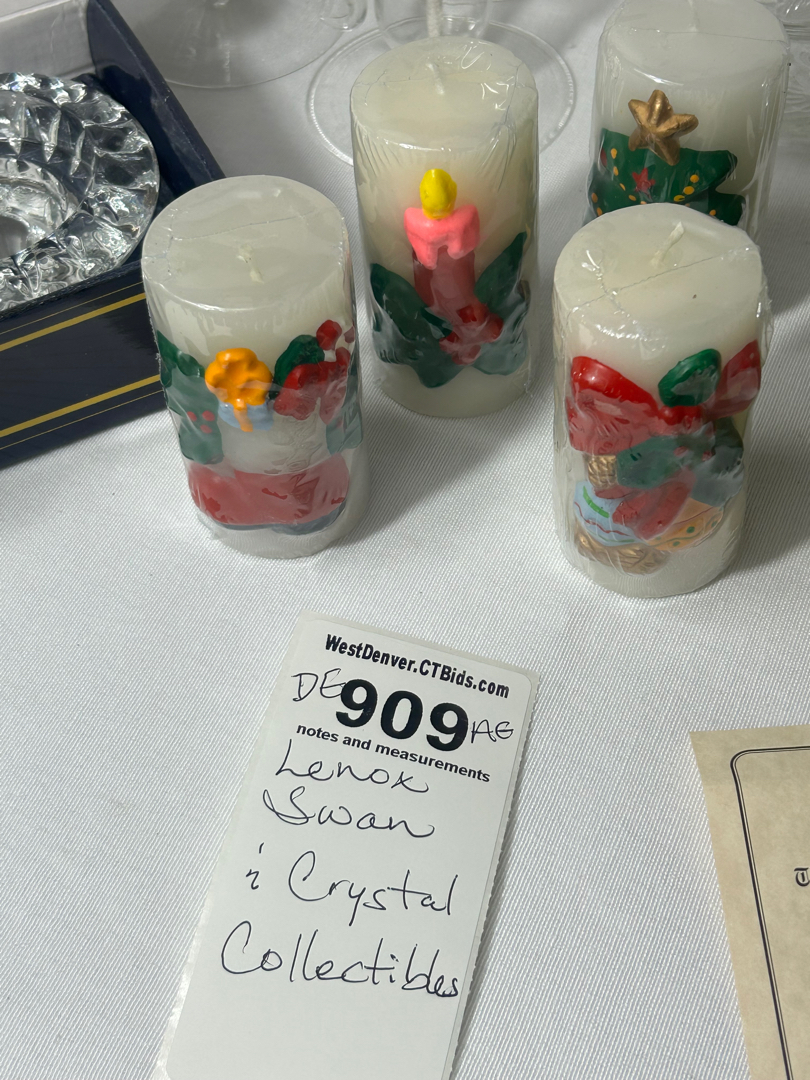 WestDenver.CTBids.com
DE 909 AG
notes and measurements
Lenox
Swan
& Crystal
Collectibles